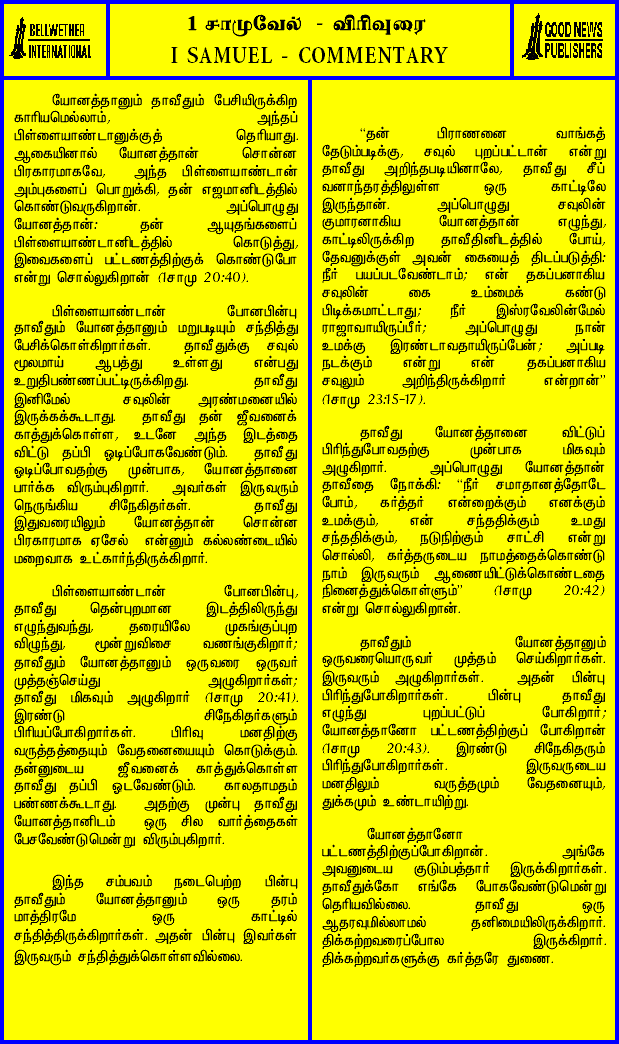 BELLWETHER
INTERNATIONAL
1 சாமுவேல் - விரிவுரை
I SAMUEL - COMMENTARY
GOOD NEWS
PUBLISHERS
யோனத்தானும் தாவீதும் பேசியிருக்கிற
காரியமெல்லாம், அந்தப்
பிள்ளையாண்டானுக்குத் தெரியாது.
ஆகையினால் யோனத்தான் சொன்ன
பிரகாரமாகவே, அந்த பிள்ளையாண்டான்
அம்புகளைப் பொறுக்கி, தன் எஜமானிடத்தில்
கொண்டுவருகிறான். அப்பொழுது
யோனத்தான்: தன் ஆயுதங்களைப்
பிள்ளையாண்டானிடத்தில் கொடுத்து,
இவைகளைப் பட்டணத்திற்குக் கொண்டுபோ
என்று சொல்லுகிறான் (1சாமு 20:40).
பிள்ளையாண்டான் போனபின்பு
தாவீதும் யோனத்தானும் மறுபடியும் சந்தித்து
பேசிக்கொள்கிறார்கள். தாவீதுக்கு சவுல்
மூலமாய் ஆபத்து உள்ளது என்பது
உறுதிபண்ணப்பட்டிருக்கிறது. தாவீது
இனிமேல் சவுலின் அரண்மனையில்
இருக்கக்கூடாது. தாவீது தன் ஜீவனைக்
காத்துக்கொள்ள, உடனே அந்த இடத்தை
விட்டு தப்பி ஓடிப்போகவேண்டும். தாவீது
ஓடிப்போவதற்கு முன்பாக, யோனத்தானை
பார்க்க விரும்புகிறார். அவர்கள் இருவரும்
நெருங்கிய சிநேகிதர்கள். தாவீது
இதுவரையிலும் யோனத்தான் சொன்ன
பிரகாரமாக ஏசேல் என்னும் கல்லண்டையில்
மறைவாக உட்கார்ந்திருக்கிறார்.
பிள்ளையாண்டான் போனபின்பு,
தாவீது தென்புறமான இடத்திலிருந்து
எழுந்துவந்து, தரையிலே முகங்குப்புற
விழுந்து, மூன்றுவிசை வணங்குகிறார்;
தாவீதும் யோனத்தானும் ஒருவரை ஒருவர்
முத்தஞ்செய்து அழுகிறார்கள்;
தாவீது மிகவும் அழுகிறார் (1சாமு 20:41).
இரண்டு சிநேகிதர்களும்
பிரியப்போகிறார்கள். பிரிவு மனதிற்கு
வருத்தத்தையும் வேதனையையும் கொடுக்கும்.
தன்னுடைய ஜீவனைக் காத்துக்கொள்ள
தாவீது தப்பி ஓடவேண்டும். காலதாமதம்
பண்ணக்கூடாது. அதற்கு முன்பு தாவீது
யோனத்தானிடம் ஒரு சில வார்த்தைகள்
பேசவேண்டுமென்று விரும்புகிறார்.
இந்த சம்பவம் நடைபெற்ற பின்பு
தாவீதும் யோனத்தானும் ஒரு தரம்
மாத்திரமே ஒரு காட்டில்
சந்தித்திருக்கிறார்கள். அதன் பின்பு இவர்கள்
இருவரும் சந்தித்துக்கொள்ளவில்லை.
“தன் பிராணனை வாங்கத்
தேடும்படிக்கு, சவுல் புறப்பட்டான் என்று
தாவீது அறிந்தபடியினாலே, தாவீது சீப்
வனாந்தரத்திலுள்ள ஒரு காட்டிலே
இருந்தான். அப்பொழுது சவுலின்
குமாரனாகிய யோனத்தான் எழுந்து,
காட்டிலிருக்கிற தாவீதினிடத்தில் போய்,
தேவனுக்குள் அவன் கையைத் திடப்படுத்தி:
நீர் பயப்படவேண்டாம்; என் தகப்பனாகிய
சவுலின் கை உம்மைக் கண்டு
பிடிக்கமாட்டாது; நீர் இஸ்ரவேலின்மேல்
ராஜாவாயிருப்பீர்; அப்பொழுது நான்
உமக்கு இரண்டாவதாயிருப்பேன்; அப்படி
நடக்கும் என்று என் தகப்பனாகிய
சவுலும் அறிந்திருக்கிறார் என்றான்”
(1சாமு 23:15-17).
தாவீது யோனத்தானை விட்டுப்
பிரிந்துபோவதற்கு முன்பாக மிகவும்
அழுகிறார். அப்பொழுது யோனத்தான்
தாவீதை நோக்கி: “நீர் சமாதானத்தோடே
போம், கர்த்தர் என்றைக்கும் எனக்கும்
உமக்கும், என் சந்ததிக்கும் உமது
சந்ததிக்கும், நடுநிற்கும் சாட்சி என்று
சொல்லி, கர்த்தருடைய நாமத்தைக்கொண்டு
நாம் இருவரும் ஆணையிட்டுக்கொண்டதை
நினைத்துக்கொள்ளும்” (1சாமு 20:42)
என்று சொல்லுகிறான்.
தாவீதும் யோனத்தானும்
ஒருவரையொருவர் முத்தம் செய்கிறார்கள்.
இருவரும் அழுகிறார்கள். அதன் பின்பு
பிரிந்துபோகிறார்கள். பின்பு தாவீது
எழுந்து புறப்பட்டுப் போகிறார்;
யோனத்தானோ பட்டணத்திற்குப் போகிறான்
(1சாமு 20:43). இரண்டு சிநேகிதரும்
பிரிந்துபோகிறார்கள். இருவருடைய
மனதிலும் வருத்தமும் வேதனையும்,
துக்கமும் உண்டாயிற்று.
யோனத்தானோ
பட்டணத்திற்குப்போகிறான். அங்கே
அவனுடைய குடும்பத்தார் இருக்கிறார்கள்.
தாவீதுக்கோ எங்கே போகவேண்டுமென்று
தெரியவில்லை. தாவீது ஒரு
ஆதரவுமில்லாமல் தனிமையிலிருக்கிறார்.
திக்கற்றவரைப்போல இருக்கிறார்.
திக்கற்றவர்களுக்கு கர்த்தரே துணை.